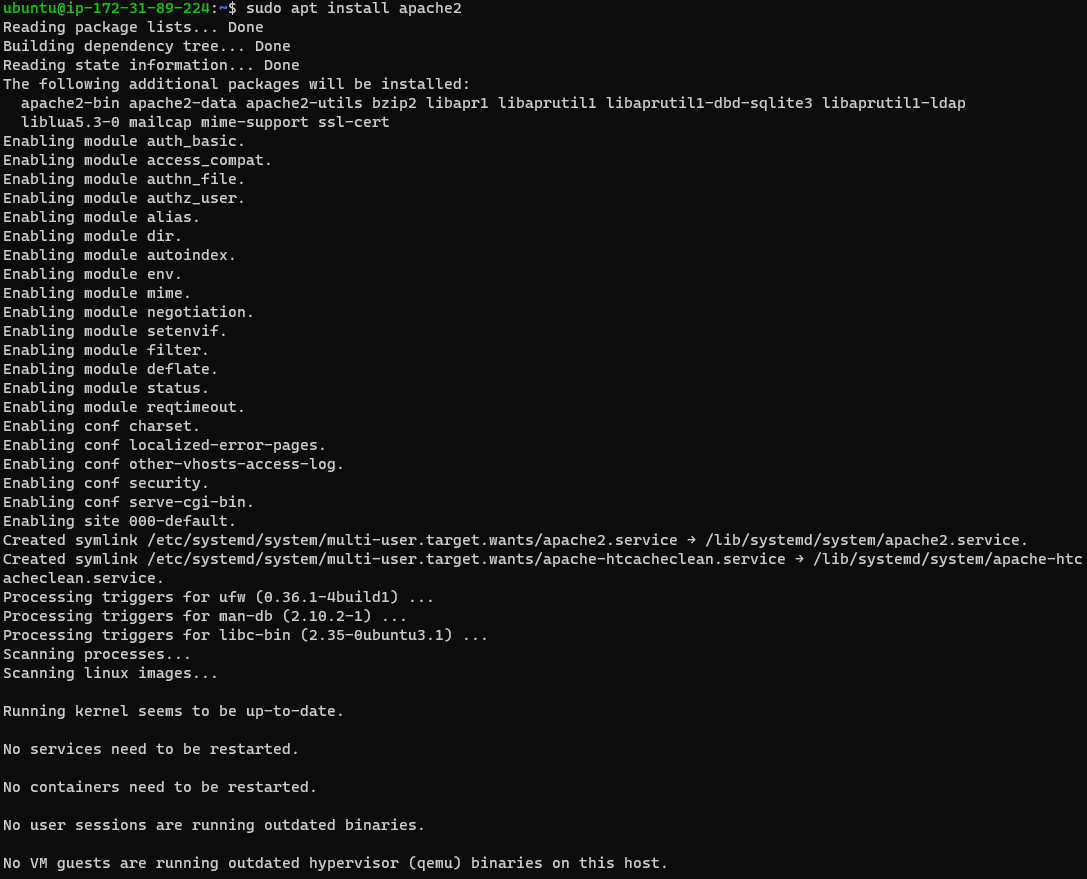 ubuntu@ip-172-31-89-224:~$ sudo apt install apache2
Reading package lists... Done
Building dependency tree... Done
Reading state information... Done
The following additional packages will be installed:
  apache2-bin apache2-data apache2-utils bzip2 libapr1 libaprutil1 libaprutil1-dbd-sqlite3 libaprutil1-ldap
  liblua5.3-0 mailcap mime-support ssl-cert
Enabling module auth_basic.
Enabling module access_compat.
Enabling module authn_file.
Enabling module authz_user.
Enabling module alias.
Enabling module dir.
Enabling module autoindex.
Enabling module env.
Enabling module mime.
Enabling module negotiation.
Enabling module setenvif.
Enabling module filter.
Enabling module deflate.
Enabling module status.
Enabling module reqtimeout.
Enabling conf charset.
Enabling conf localized-error-pages.
Enabling conf other-vhosts-access-log.
Enabling conf security.
Enabling conf serve-cgi-bin.
Enabling site 000-default.
Created symlink /etc/systemd/system/multi-user.target.wants/apache2.service → /lib/systemd/system/apache2.service.
Created symlink /etc/systemd/system/multi-user.target.wants/apache-htcacheclean.service → /lib/systemd/system/apache-htc
acheclean.service.
Processing triggers for ufw (0.36.1-4build1) ...
Processing triggers for man-db (2.10.2-1) ...
Processing triggers for libc-bin (2.35-0ubuntu3.1) ...
Scanning processes...
Scanning linux images...
Running kernel seems to be up-to-date.
No services need to be restarted.
No containers need to be restarted.
No user sessions are running outdated binaries.
No VM guests are running outdated hypervisor (qemu) binaries on this host.